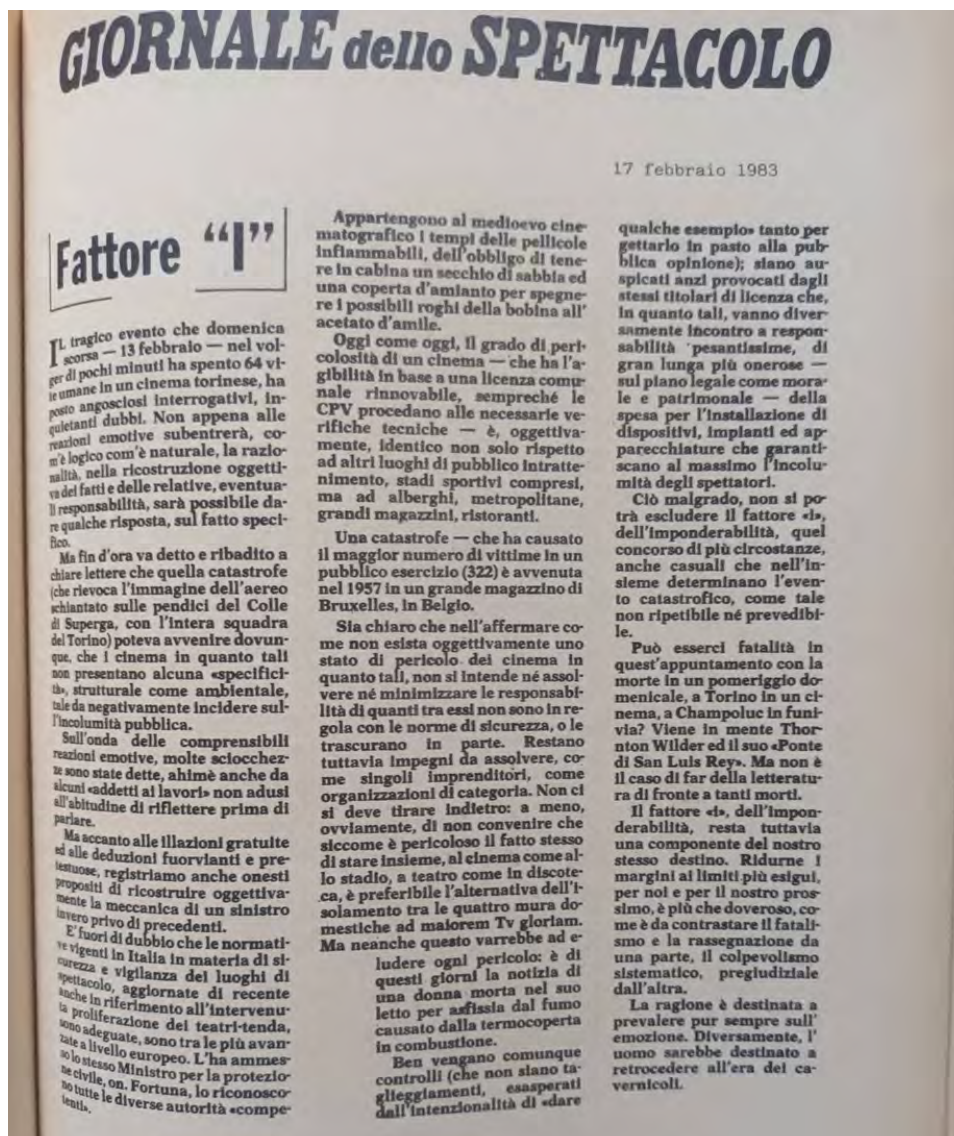 GIORNALE dello SPETTACOLO
17 febbraio 1983
Fattore “I”
IL tragico evento che domenica
scorsa — 13 febbraio — nel vol-
ger di pochi minuti ha spento 64 vi-
te umane in un cinema torinese, ha
posto angosciosi interrogativi, in-
quietanti dubbi. Non appena alle
reazioni emotive subentrerà, co-
m'è logico com'è naturale, la razio-
nalità, nella ricostruzione oggetti-
va dei fatti e delle relative, eventua-
li responsabilità, sarà possibile da-
re qualche risposta, sul fatto speci-
fico.
Ma fin d'ora va detto e ribadito a
chiare lettere che quella catastrofe
(che rievoca l'immagine dell'aereo
schiantato sulle pendici del Colle
di Superga, con l'intera squadra
del Torino) poteva avvenire dovun-
que, che i cinema in quanto tali
non presentano alcuna «specifici-
tà», strutturale come ambientale,
tale da negativamente incidere sul-
l'incolumità pubblica.
Sull'onda delle comprensibili
reazioni emotive, molte sciocchez-
ze sono state dette, ahimè anche da
alcuni «addetti ai lavori» non adusi
all'abitudine di riflettere prima di
parlare.
Ma accanto alle illazioni gratuite
ed alle deduzioni fuorvianti e pre-
testuose, registriamo anche onesti
propositi di ricostruire oggettiva-
mente la meccanica di un sinistro
invero privo di precedenti.
E' fuori di dubbio che le normati-
ve vigenti in Italia in materia di si-
curezza e vigilanza dei luoghi di
spettacolo, aggiornate di recente
anche in riferimento all'intervenu-
ta proliferazione dei teatri-tenda,
sono adeguate, sono tra le più avan-
zate a livello europeo. L'ha ammes-
so lo stesso Ministro per la protezio-
ne civile, on. Fortuna, lo riconosco-
no tutte le diverse autorità «compe-
tenti».
Appartengono al medioevo cine-
matografico i tempi delle pellicole
infiammabili, dell'obbligo di tene-
re in cabina un secchio di sabbia ed
una coperta d'amianto per spegne-
re i possibili roghi della bobina all'
acetato d'amile.
Oggi come oggi, il grado di peri-
colosità di un cinema — che ha l'a-
gibilità in base a una licenza comu-
nale rinnovabile, sempreché le
CPV procedano alle necessarie ve-
rifiche tecniche — è, oggettiva-
mente, identico non solo rispetto
ad altri luoghi di pubblico intratte-
nimento, stadi sportivi compresi,
ma ad alberghi, metropolitane,
grandi magazzini, ristoranti.
Una catastrofe — che ha causato
il maggior numero di vittime in un
pubblico esercizio (322) è avvenuta
nel 1957 in un grande magazzino di
Bruxelles, in Belgio.
Sia chiaro che nell'affermare co-
me non esista oggettivamente uno
stato di pericolo dei cinema in
quanto tali, non si intende né assol-
vere né minimizzare le responsabi-
lità di quanti tra essi non sono in re-
gola con le norme di sicurezza, o le
trascurano in parte. Restano
tuttavia impegni da assolvere, co-
me singoli imprenditori, come
organizzazioni di categoria. Non ci
si deve tirare indietro: a meno,
ovviamente, di non convenire che
siccome è pericoloso il fatto stesso
di stare insieme, al cinema come al-
lo stadio, a teatro come in discote-
ca, è preferibile l'alternativa dell'i-
solamento tra le quattro mura do-
mestiche ad maiorem Tv gloriam.
Ma neanche questo varrebbe ad e-
ludere ogni pericolo: è di
questi giorni la notizia di
una donna morta nel suo
letto per asfissia dal fumo
causato dalla termocoperta
in combustione.
Ben vengano comunque
controlli (che non siano ta-
glieggiamenti, esasperati
dall'intenzionalità di «dare
qualche esempio» tanto per
gettarlo in pasto alla pub-
blica opinione); siano au-
spicati anzi provocati dagli
stessi titolari di licenza che,
in quanto tali, vanno diver-
samente incontro a respon-
sabilità pesantissime, di
gran lunga più onerose —
sul piano legale come mora-
le e patrimoniale — della
spesa per l'installazione di
dispositivi, impianti ed ap-
parecchiature che garanti-
scano al massimo l'incolu-
mità degli spettatori.
Ciò malgrado, non si po-
trà escludere il fattore «i»,
dell'imponderabilità, quel
concorso di più circostanze,
anche casuali che nell'in-
sieme determinano l'even-
to catastrofico, come tale
non ripetibile né prevedibi-
le.
Può esserci fatalità in
quest'appuntamento con la
morte in un pomeriggio do-
menicale, a Torino in un ci-
nema, a Champoluc in funi-
via? Viene in mente Thor-
nton Wilder ed il suo «Ponte
di San Luis Rey». Ma non è
il caso di far della letteratu-
ra di fronte a tanti morti.
Il fattore «i», dell'impon-
derabilità, resta tuttavia
una componente del nostro
stesso destino. Ridurne i
margini ai limiti più esigui,
per noi e per il nostro pros-
simo, è più che doveroso, co-
me è da contrastare il fatali-
smo e la rassegnazione da
una parte, il colpevolismo
sistematico, pregiudiziale
dall'altra.
La ragione è destinata a
prevalere pur sempre sull'
emozione. Diversamente, l'
uomo sarebbe destinato a
retrocedere all'era dei ca-
vernicoli.